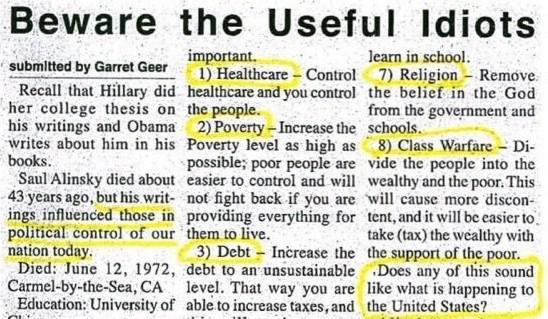 Beware the Useful Idiots
submitted by Garret Geer
Recall that Hillary did
her college thesis on
his writings and Obama
writes about him in his
books.
Saul Alinsky died about
43 years ago, but his writ-
ings influenced those in
political control of our
nation today.
Died: June 12, 1972,
Carmel-by-the-Sea, CA
Education: University of
important.
1) Healthcare – Control
healthcare and you control
the people.
2) Poverty – Increase the
Poverty level as high as
possible; poor people are
easier to control and will
not fight back if you are
providing everything for
them to live.
3) Debt – Increase the
debt to an unsustainable
level. That way you are
able to increase taxes, and
learn in school.
7) Religion – Remove
the belief in the God
from the government and
schools.
8) Class Warfare – Di-
vide the people into the
wealthy and the poor. This
will cause more discon-
tent, and it will be easier to
take (tax) the wealthy with
the support of the poor.
Does any of this sound
like what is happening to
the United States?